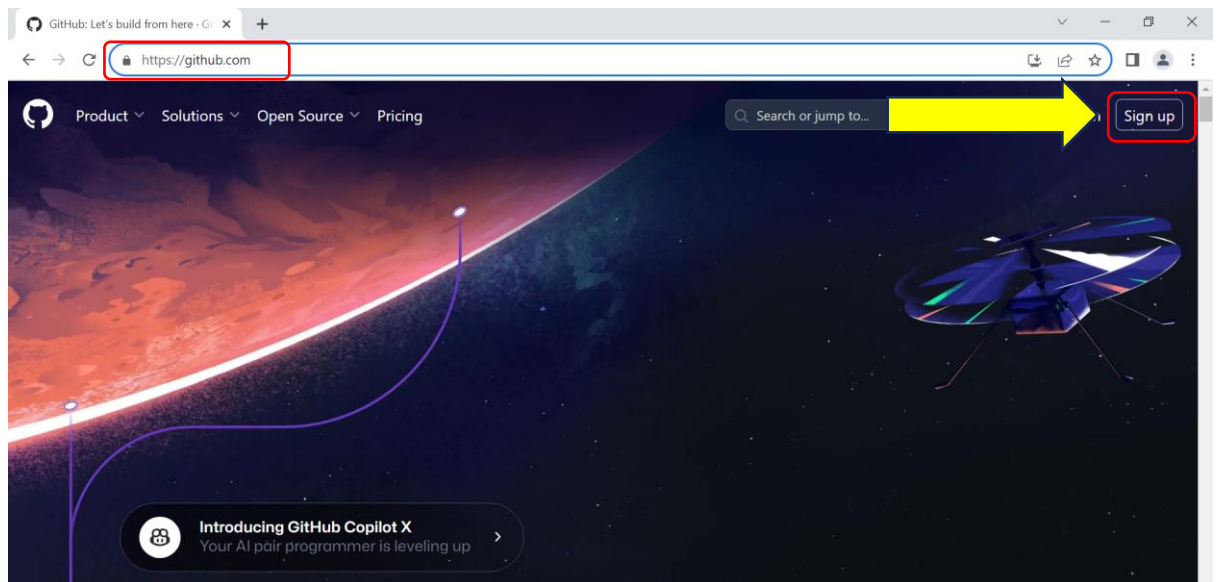 GitHub: Let's build from here · Gi
https://github.com
Product Solutions Open Source Pricing Search or jump to... Sign up
Introducing GitHub Copilot X
Your AI pair programmer is leveling up